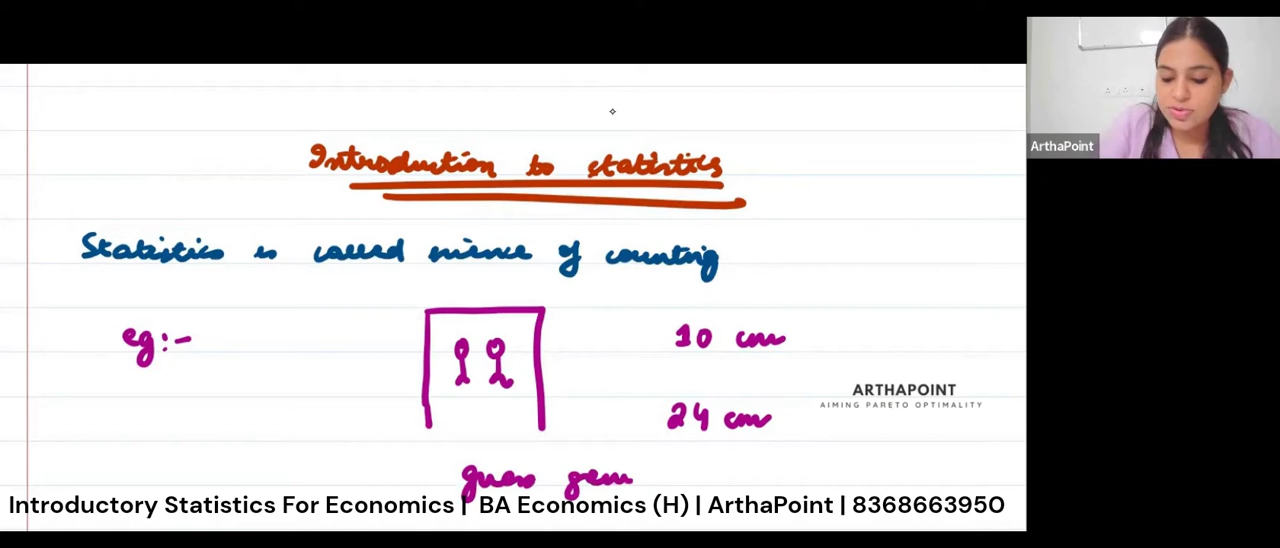 Introduction to statistics
Statistics is called science of counting
eg:-
10 cm
24 cm
guess
ARTHAPOINT
AIMING PARETO OPTIMALITY
ArthaPoint
Introductory Statistics For Economics | BA Economics (H) | ArthaPoint | 8368663950